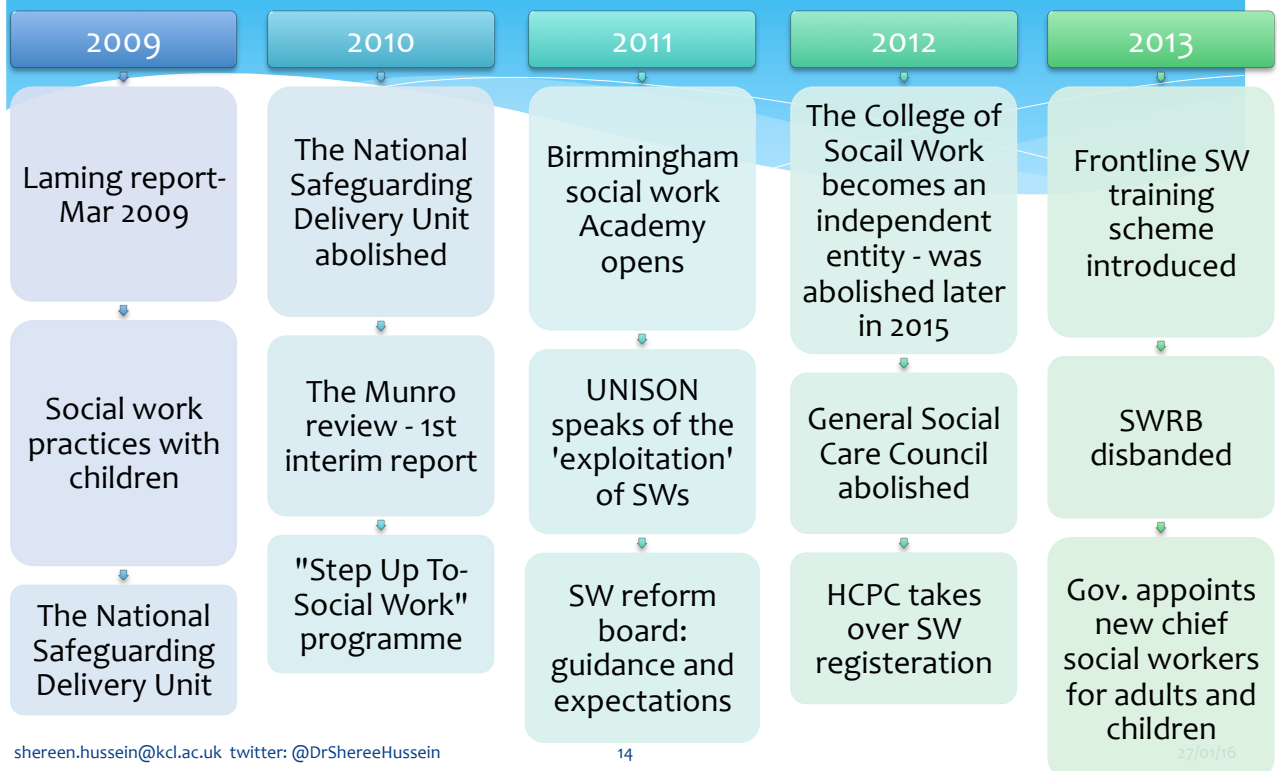 2009
Laming report-
Mar 2009
Social work
practices with
children
The National
Safeguarding
Delivery Unit
2010
The National
Safeguarding
Delivery Unit
abolished
The Munro
review - 1st
interim report
"Step Up To-
Social Work"
programme
2011
Birmmingham
social work
Academy
opens
UNISON
speaks of the
'exploitation'
of SWs
SW reform
board:
guidance and
expectations
2012
The College of
Socail Work
becomes an
independent
entity - was
abolished later
in 2015
General Social
Care Council
abolished
HCPC takes
over SW
registeration
2013
Frontline SW
training
scheme
introduced
SWRB
disbanded
Gov. appoints
new chief
social workers
for adults and
children
shereen.hussein@kcl.ac.uk twitter: @DrShereeHussein
14
27/01/16